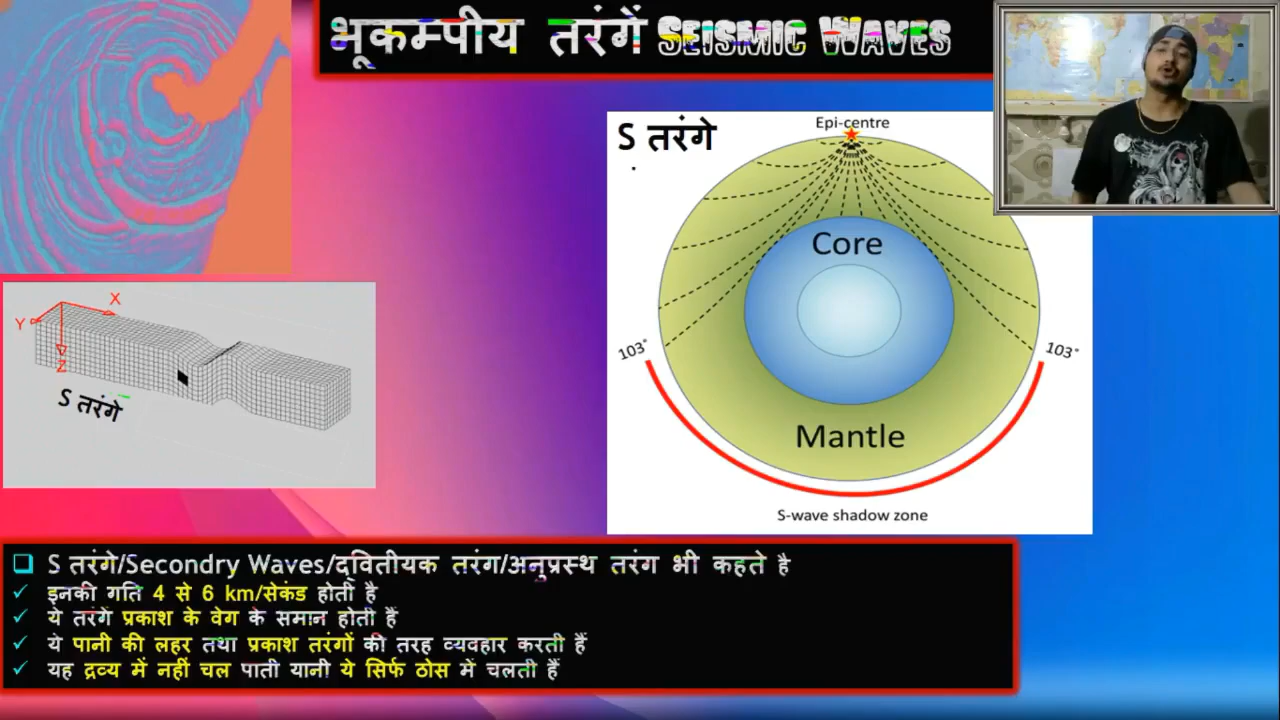 भूकम्पीय तरंगें SEISMIC WAVES
S तरंगे
Epi-centre
Core
Mantle
103°
103°
S-wave shadow zone
X
Y
Z
S तरंगे
S तरंगे/Secondry Waves/द्वितीयक तरंग/अनुप्रस्थ तरंग भी कहते है
इनकी गति 4 से 6 km/सेकंड होती है
ये तरंगें प्रकाश के वेग के समान होती हैं
ये पानी की लहर तथा प्रकाश तरंगों की तरह व्यवहार करती हैं
यह द्रव्य में नहीं चल पाती यानी ये सिर्फ ठोस में चलती हैं